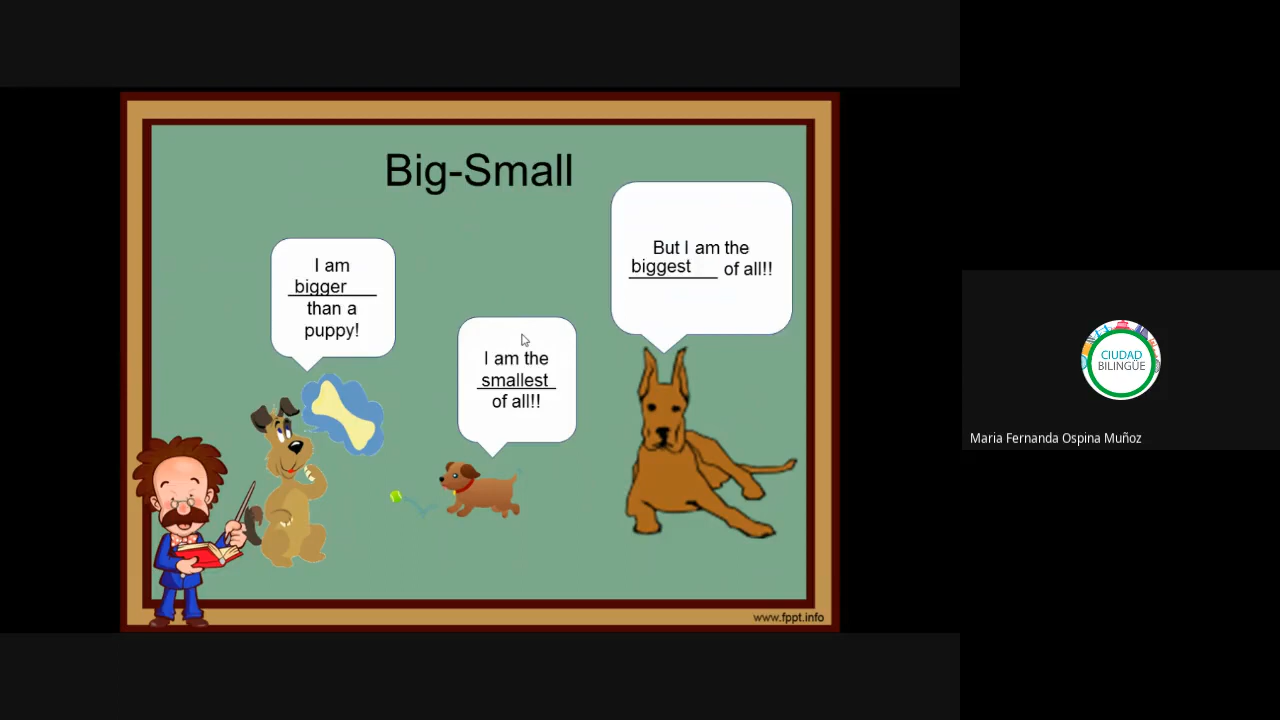 Big-Small
I am
bigger
than a
puppy!
I am the
smallest
of all!!
But I am the
biggest of all!!
www.fppt.info
CIUDAD
BILINGÜE
Maria Fernanda Ospina Muñoz